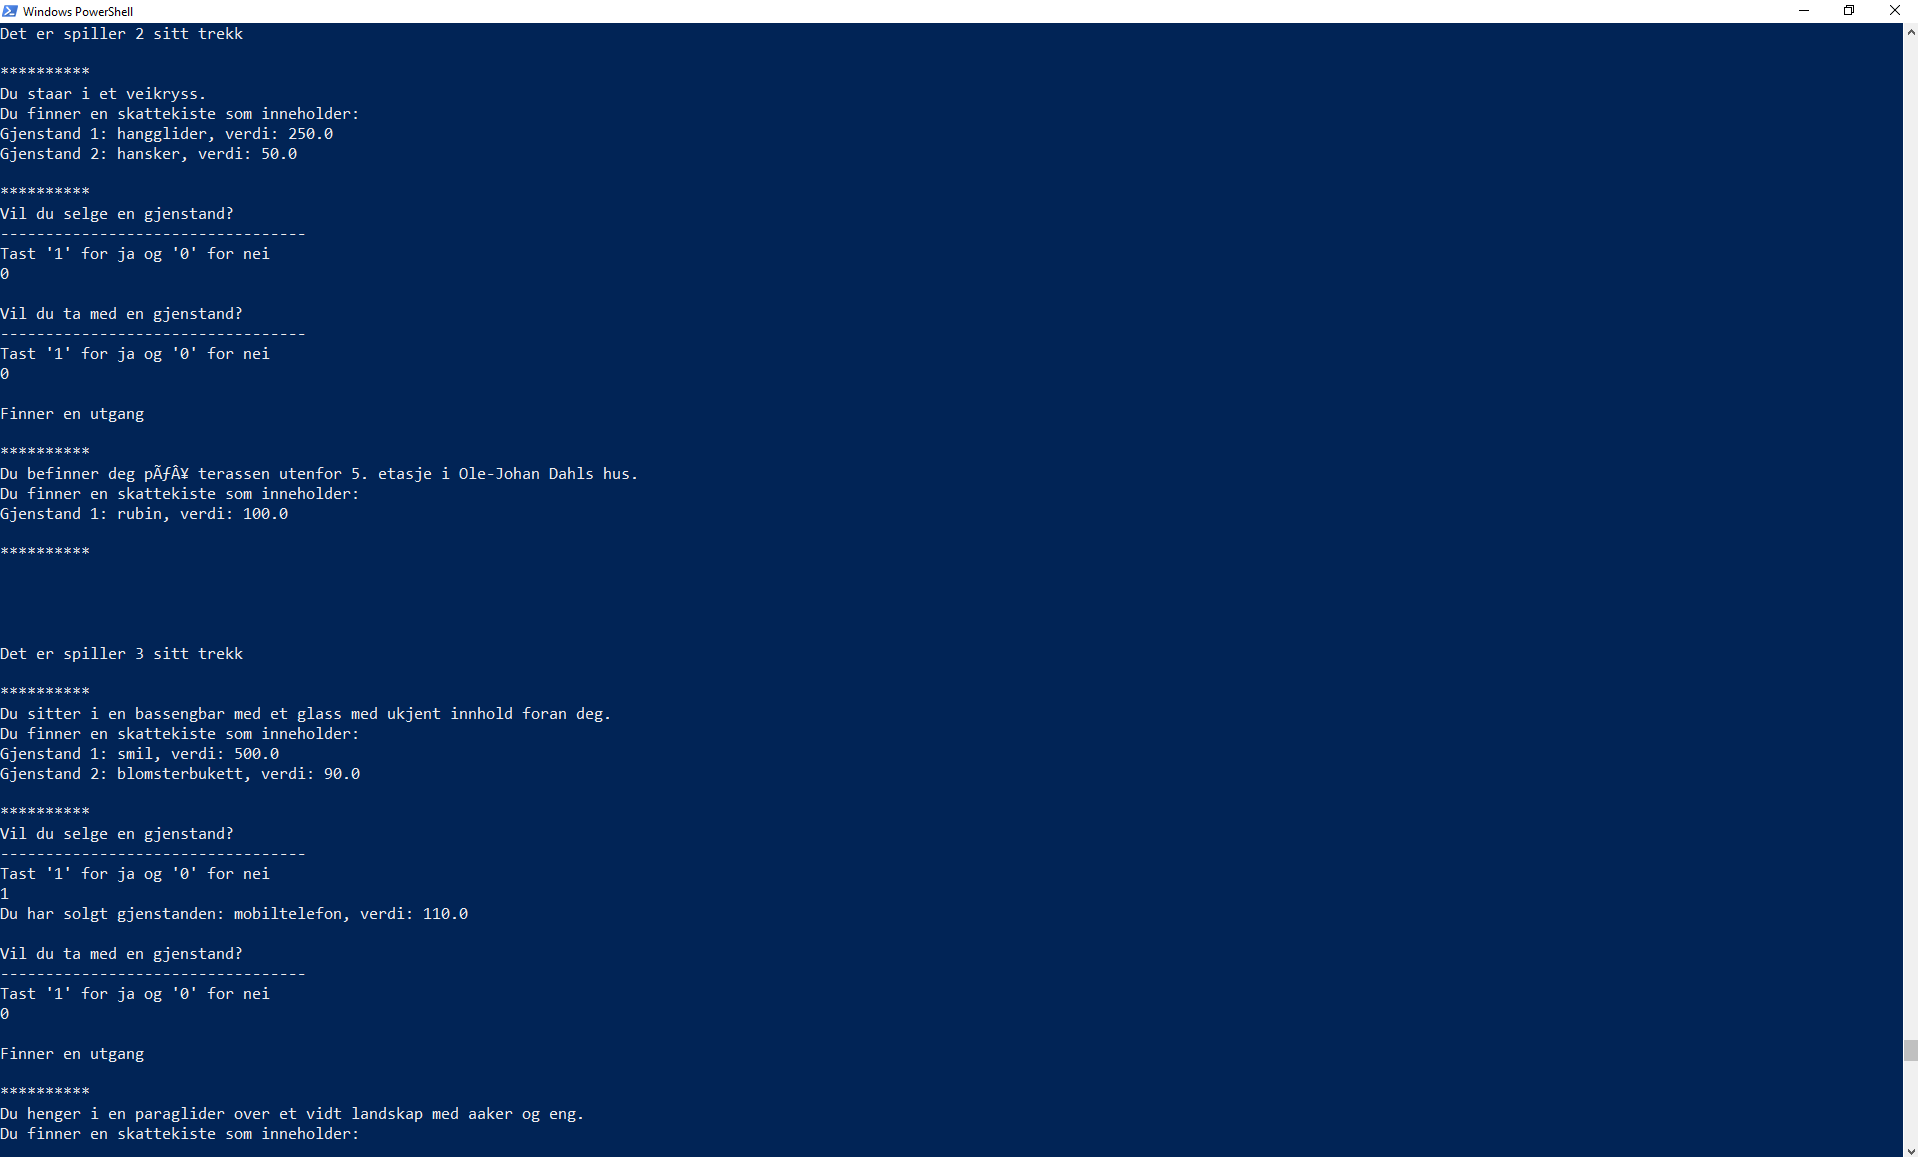 Windows PowerShell
Det er spiller 2 sitt trekk
**********
Du staar i et veikryss.
Du finner en skattekiste som inneholder:
Gjenstand 1: hangglider, verdi: 250.0
Gjenstand 2: hansker, verdi: 50.0
**********
Vil du selge en gjenstand?
----------------------------------
Tast '1' for ja og '0' for nei
0
Vil du ta med en gjenstand?
----------------------------------
Tast '1' for ja og '0' for nei
0
Finner en utgang
**********
Du befinner deg pÃƒÂ¥ terassen utenfor 5. etasje i Ole-Johan Dahls hus.
Du finner en skattekiste som inneholder:
Gjenstand 1: rubin, verdi: 100.0
**********
Det er spiller 3 sitt trekk
**********
Du sitter i en bassengbar med et glass med ukjent innhold foran deg.
Du finner en skattekiste som inneholder:
Gjenstand 1: smil, verdi: 500.0
Gjenstand 2: blomsterbukett, verdi: 90.0
**********
Vil du selge en gjenstand?
----------------------------------
Tast '1' for ja og '0' for nei
1
Du har solgt gjenstanden: mobiltelefon, verdi: 110.0
Vil du ta med en gjenstand?
----------------------------------
Tast '1' for ja og '0' for nei
0
Finner en utgang
**********
Du henger i en paraglider over et vidt landskap med aaker og eng.
Du finner en skattekiste som inneholder: